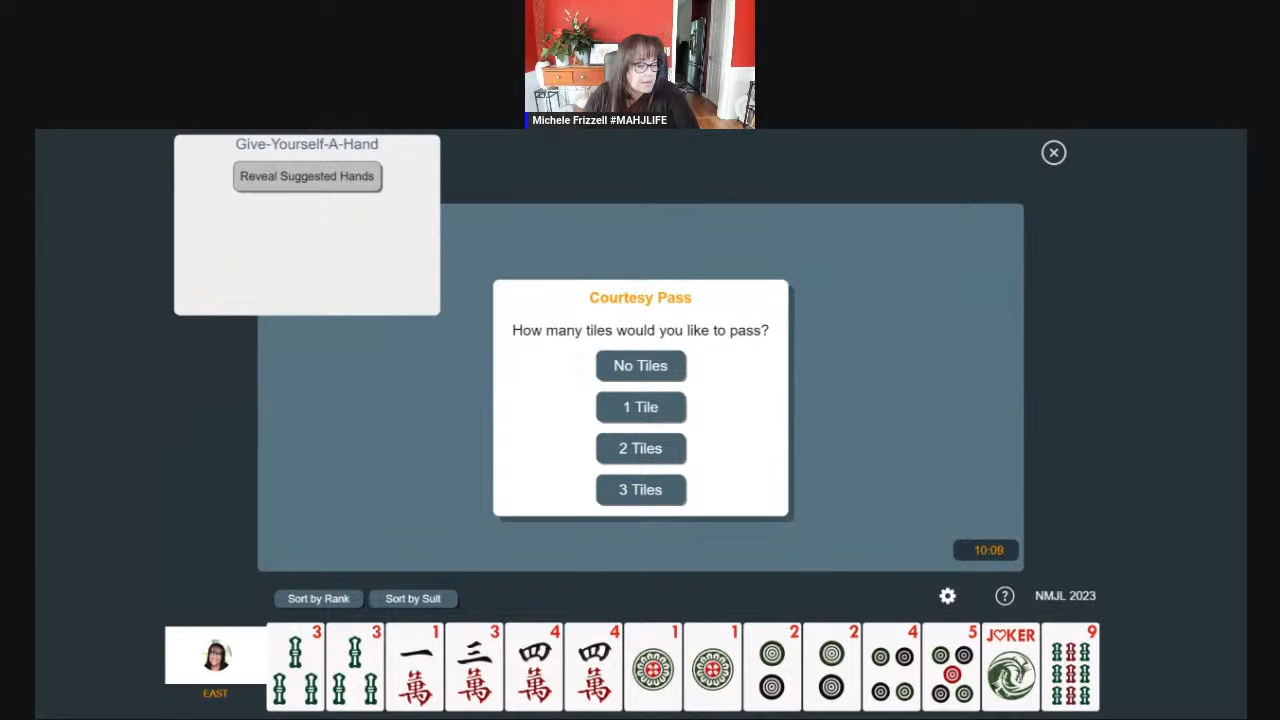 Michele Frizzell #MAHJLIFE
Give-Yourself-A-Hand
Reveal Suggested Hands
Courtesy Pass
How many tiles would you like to pass?
No Tiles
1 Tile
2 Tiles
3 Tiles
10:09
Sort by Rank
Sort by Suit
?
NMJL 2023
3 3 1 3 4 4 1 1 2 2 4 5 JOKER 9
一 三 四 四
萬 萬 萬 萬
EAST